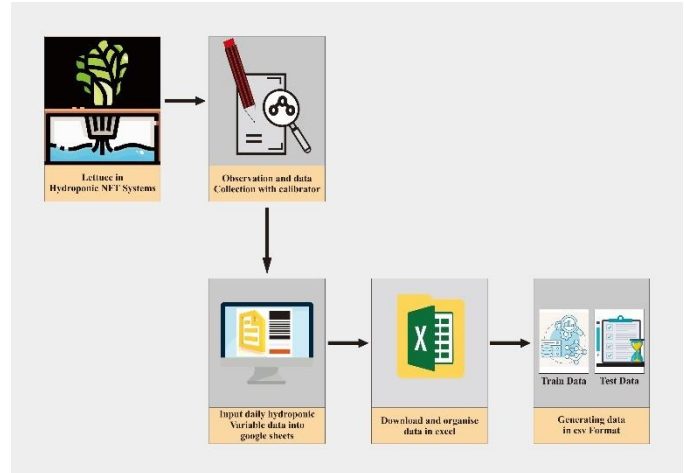 Lettuce in
Hydroponic NFT Systems
Observation and data
Collection with calibrator
Input daily hydroponic
Variable data into
google sheets
X
Download and organise
data in excel
Train Data
Test Data
Generating data
in csv Format